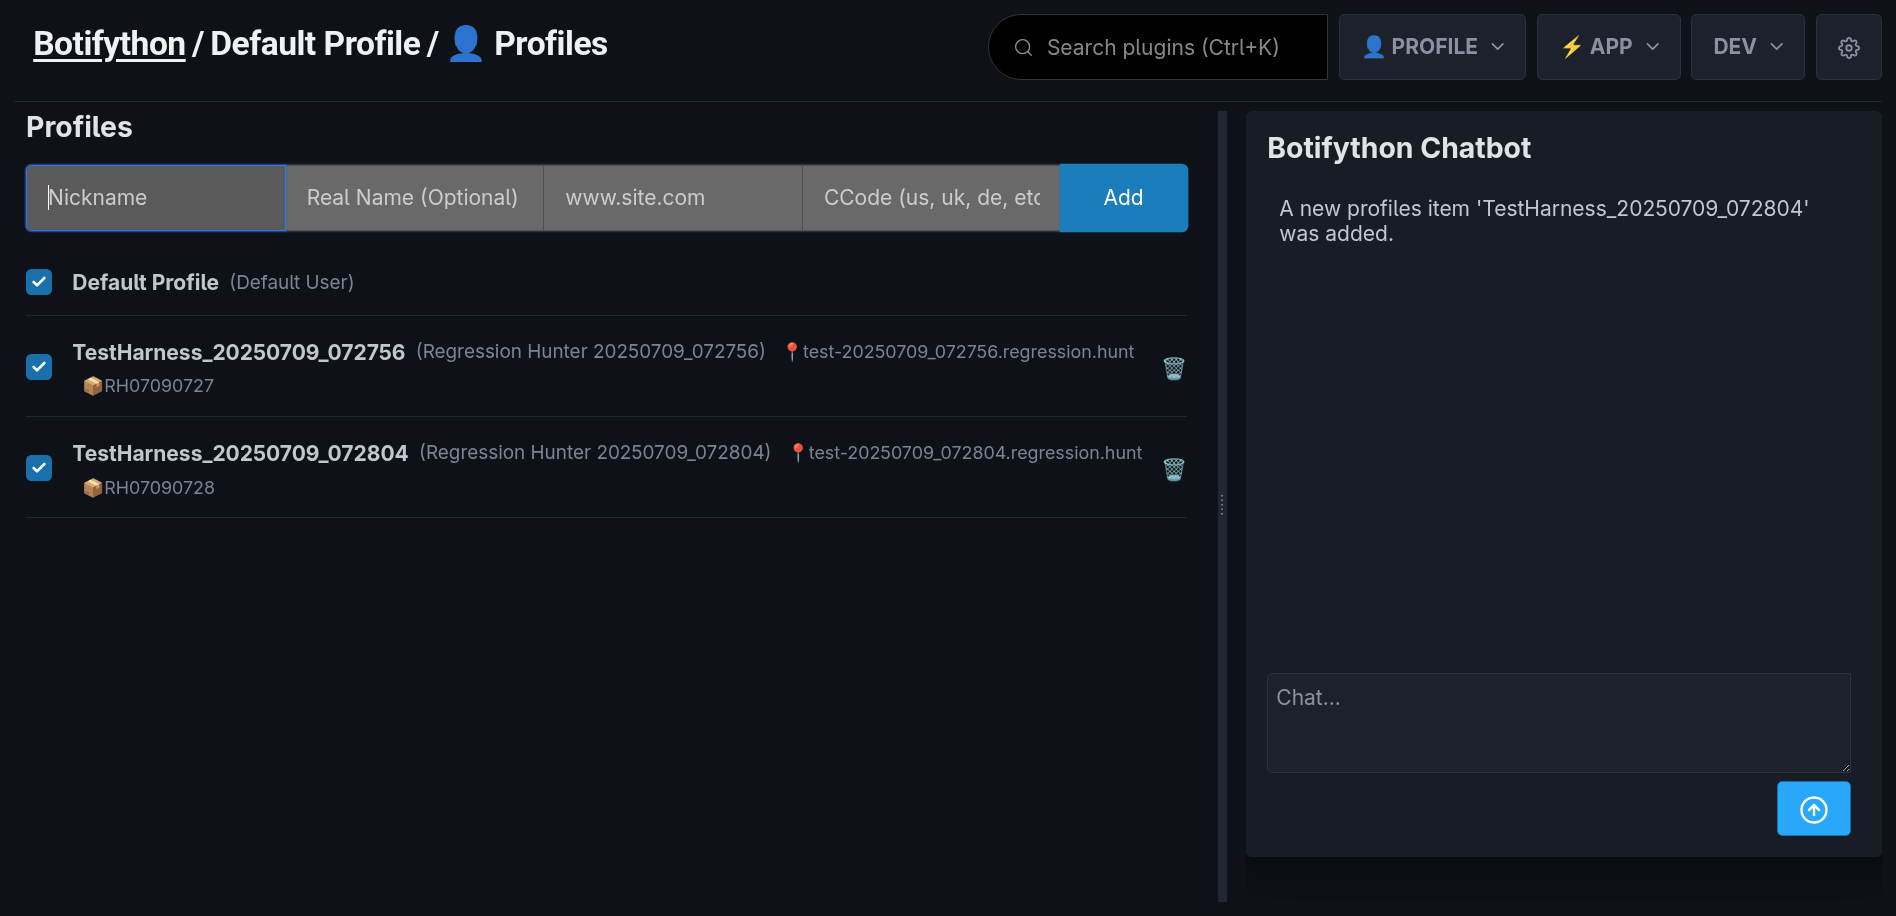 Botifython / Default Profile / 👤 Profiles
Search plugins (Ctrl+K)
👤 PROFILE
⚡ APP
DEV
Profiles
Nickname
Real Name (Optional)
www.site.com
CCode (us, uk, de, etc
Add
Default Profile (Default User)
TestHarness_20250709_072756 (Regression Hunter 20250709_072756) 📍test-20250709_072756.regression.hunt
📦RH07090727
TestHarness_20250709_072804 (Regression Hunter 20250709_072804) 📍test-20250709_072804.regression.hunt
📦RH07090728
Botifython Chatbot
A new profiles item 'TestHarness_20250709_072804'
was added.
Chat...